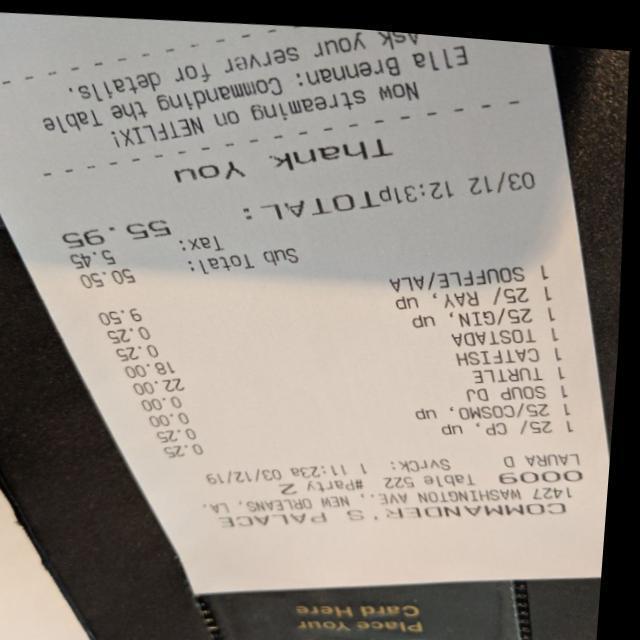 Place Your
Card Here
COMMANDER'S PALACE
1427 WASHINGTON AVE., NEW ORLEANS, LA.
0009 Table 522 #Party 2
LAURA D SvrCk: 1 11:23a 03/12/19
1 25/ CP, up 0.25
1 25/COSMO, up 0.25
1 SOUP DJ 0.00
1 TURTLE 0.00
1 CATFISH 22.00
1 TOSTADA 18.00
1 25/GIN, up 0.25
1 25/ RAY, up 0.25
1 SOUFFLE/ALA 9.50
Sub Total: 50.50
Tax: 5.45
03/12 12:31pTOTAL: 55.95
Thank You
Now streaming on NETFLIX!
Ella Brennan: Commanding the Table
Ask your server for details.